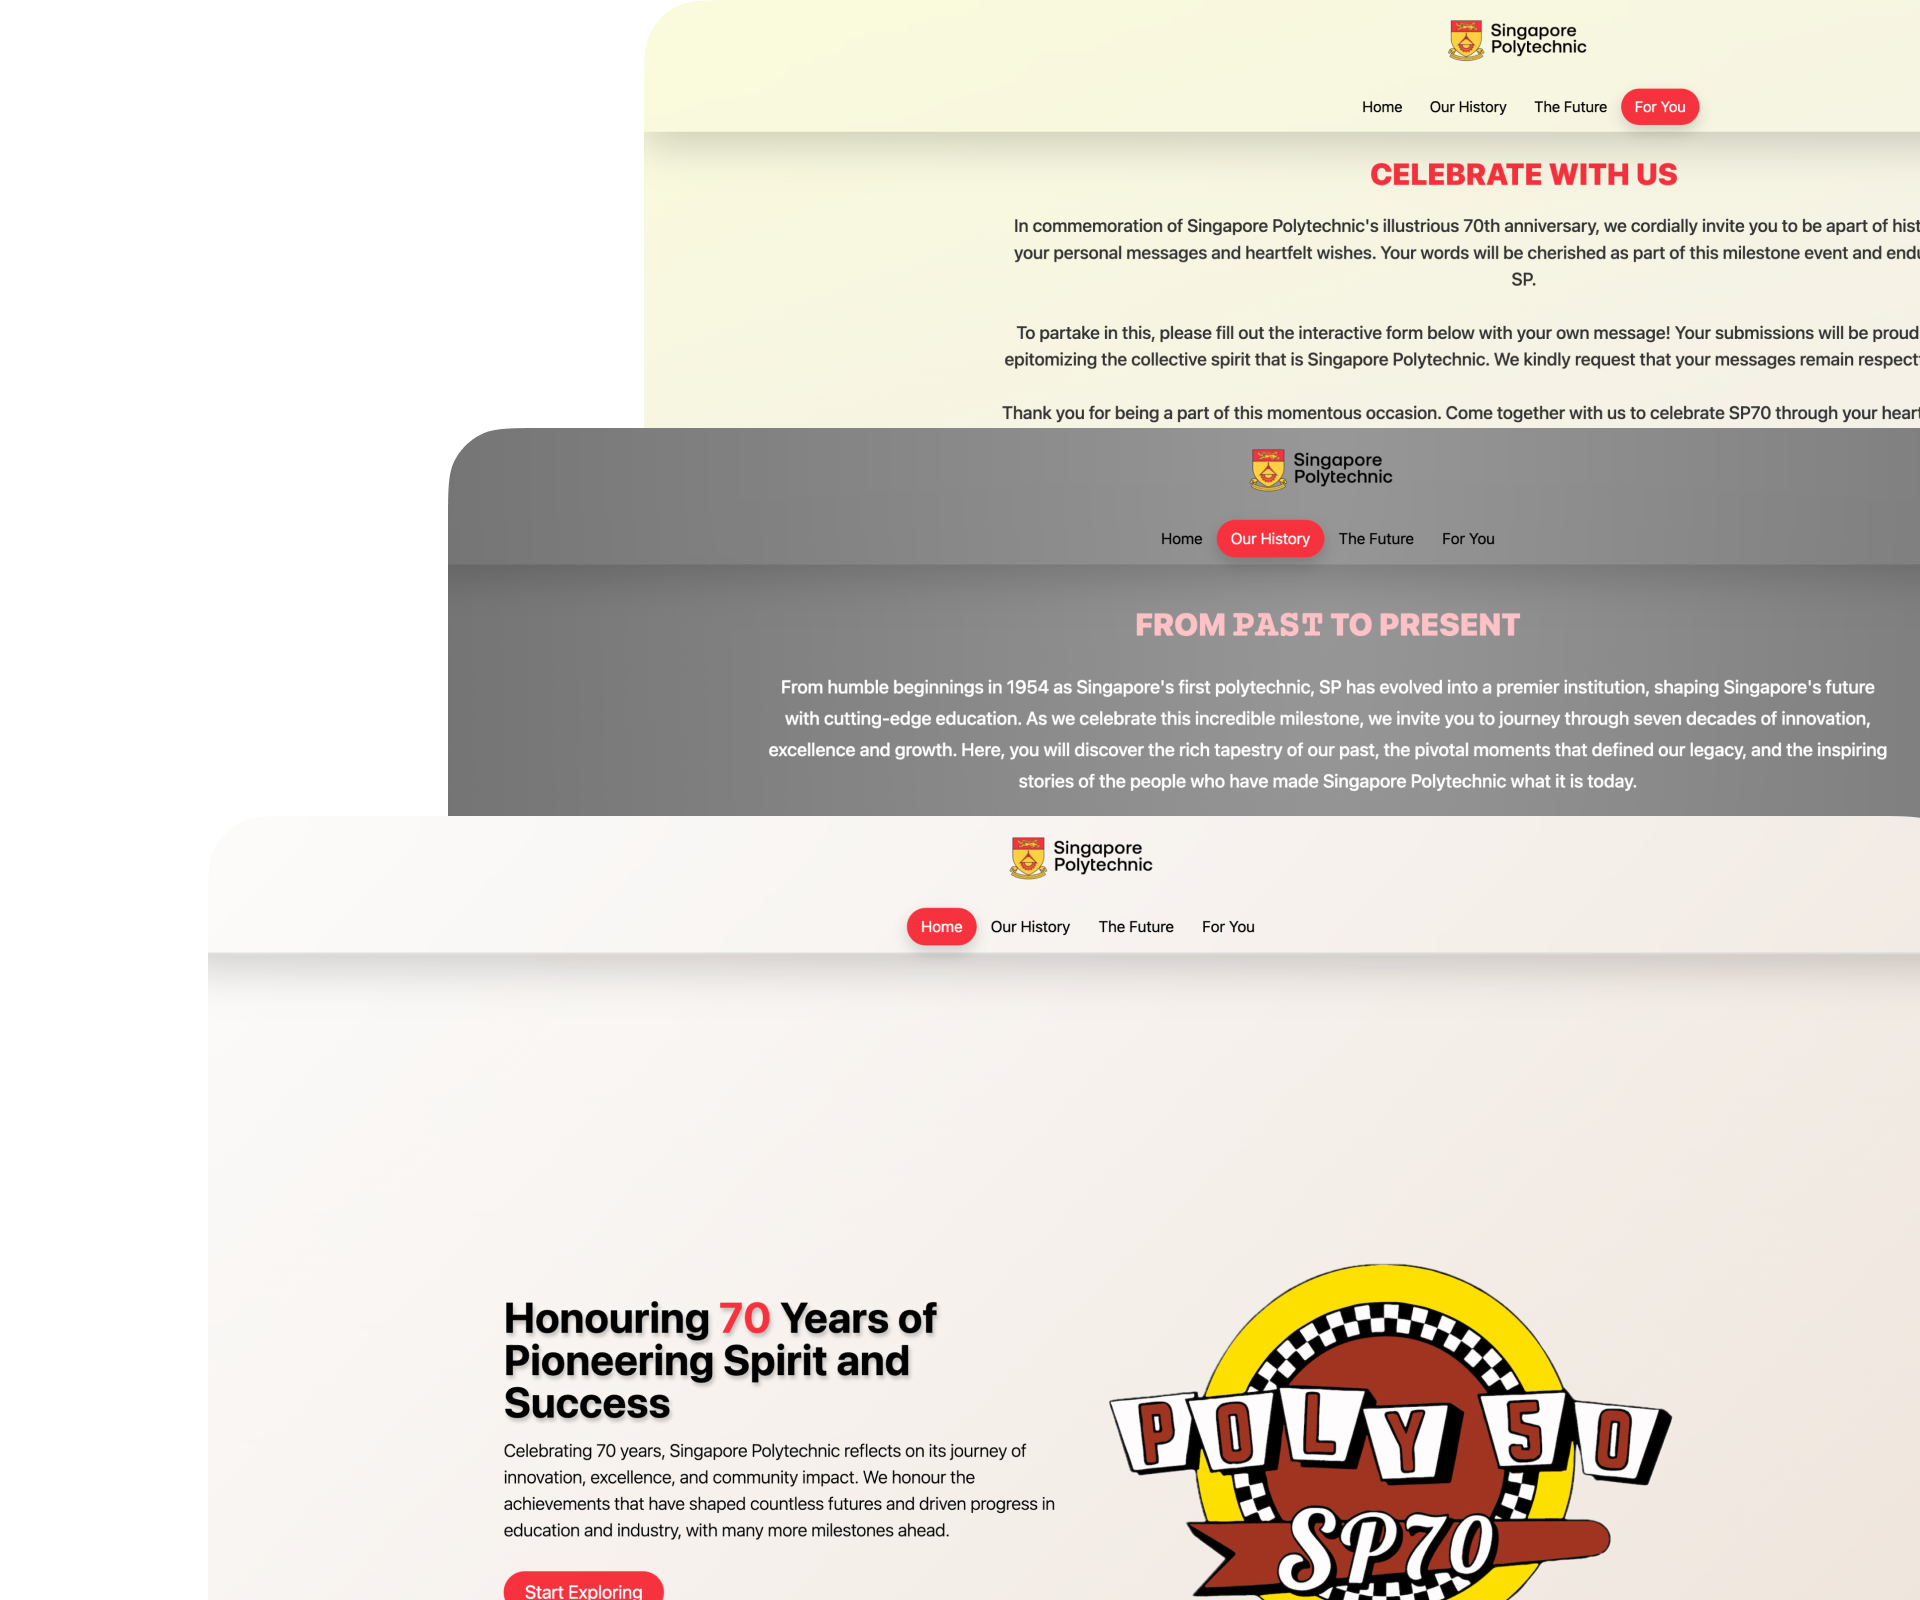 Singapore
Polytechnic
Home Our History The Future For You
CELEBRATE WITH US
In commemoration of Singapore Polytechnic's illustrious 70th anniversary, we cordially invite you to be apart of hist
your personal messages and heartfelt wishes. Your words will be cherished as part of this milestone event and endu
SP.
To partake in this, please fill out the interactive form below with your own message! Your submissions will be proud
epitomizing the collective spirit that is Singapore Polytechnic. We kindly request that your messages remain respect
Thank you for being a part of this momentous occasion. Come together with us to celebrate SP70 through your heart
Singapore
Polytechnic
Home Our History The Future For You
FROM PAST TO PRESENT
From humble beginnings in 1954 as Singapore's first polytechnic, SP has evolved into a premier institution, shaping Singapore's future
with cutting-edge education. As we celebrate this incredible milestone, we invite you to journey through seven decades of innovation,
excellence and growth. Here, you will discover the rich tapestry of our past, the pivotal moments that defined our legacy, and the inspiring
stories of the people who have made Singapore Polytechnic what it is today.
Singapore
Polytechnic
Home Our History The Future For You
Honouring 70 Years of
Pioneering Spirit and
Success
Celebrating 70 years, Singapore Polytechnic reflects on its journey of
innovation, excellence, and community impact. We honour the
achievements that have shaped countless futures and driven progress in
education and industry, with many more milestones ahead.
Start Exploring
POLY 50
SP70